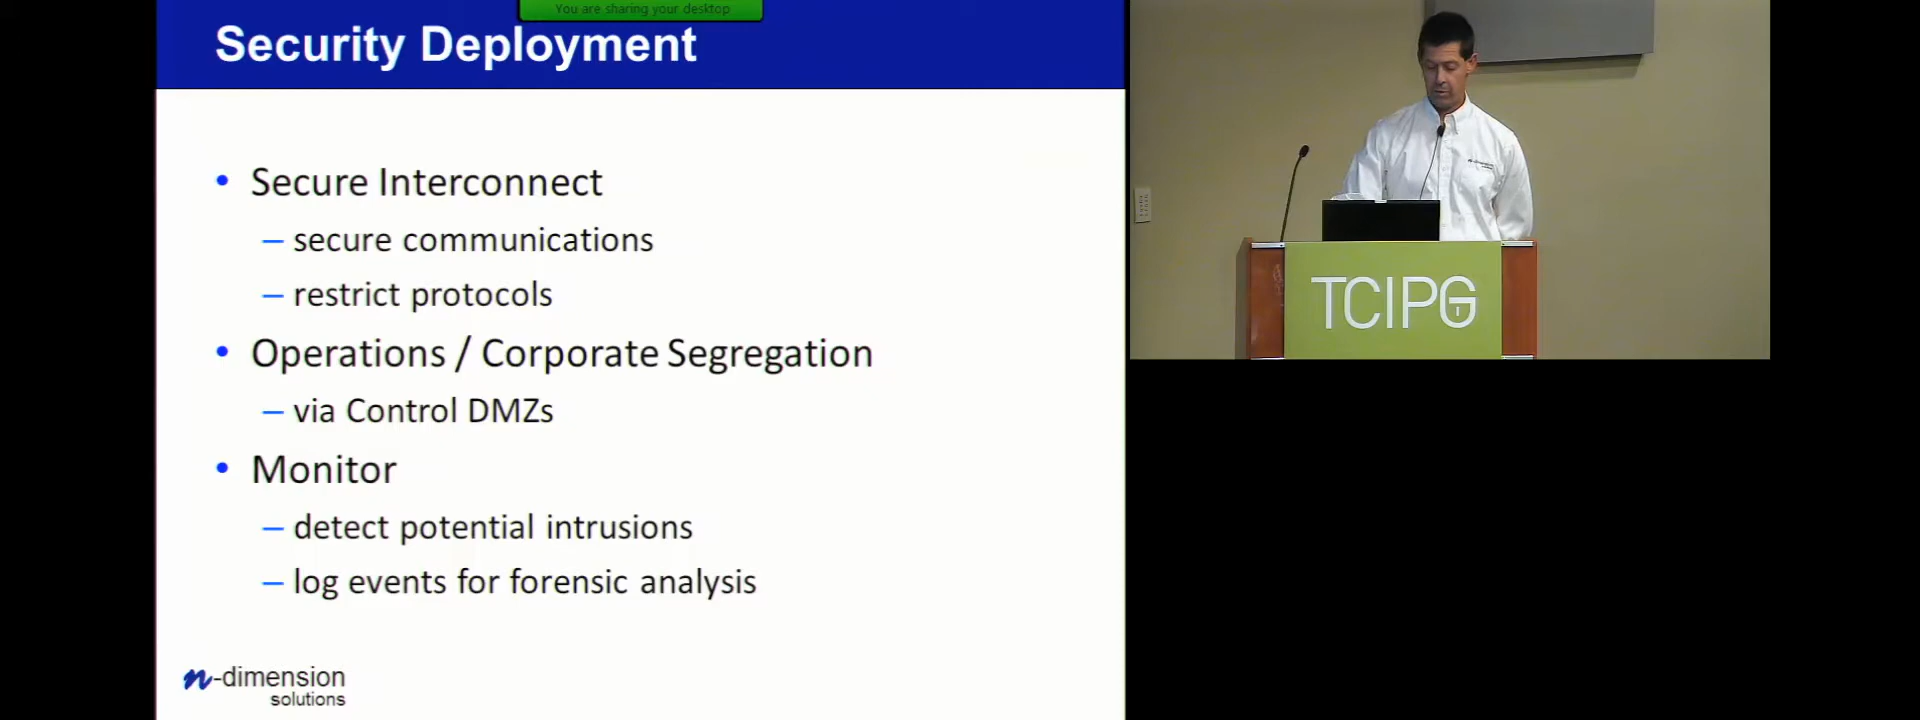 You are sharing your desktop
Security Deployment
• Secure Interconnect
– secure communications
– restrict protocols
• Operations / Corporate Segregation
– via Control DMZs
• Monitor
– detect potential intrusions
– log events for forensic analysis
n-dimension
solutions
n-dimension
TCIPG